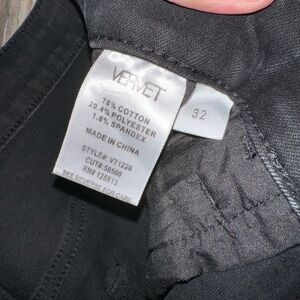 VERVET
78% COTTON
20.4% POLYESTER
1.6% SPANDEX
MADE IN CHINA
STYLE#: VT1226
CUT#:50560
RN# 125813
SEE REVERSE FOR CARE
32